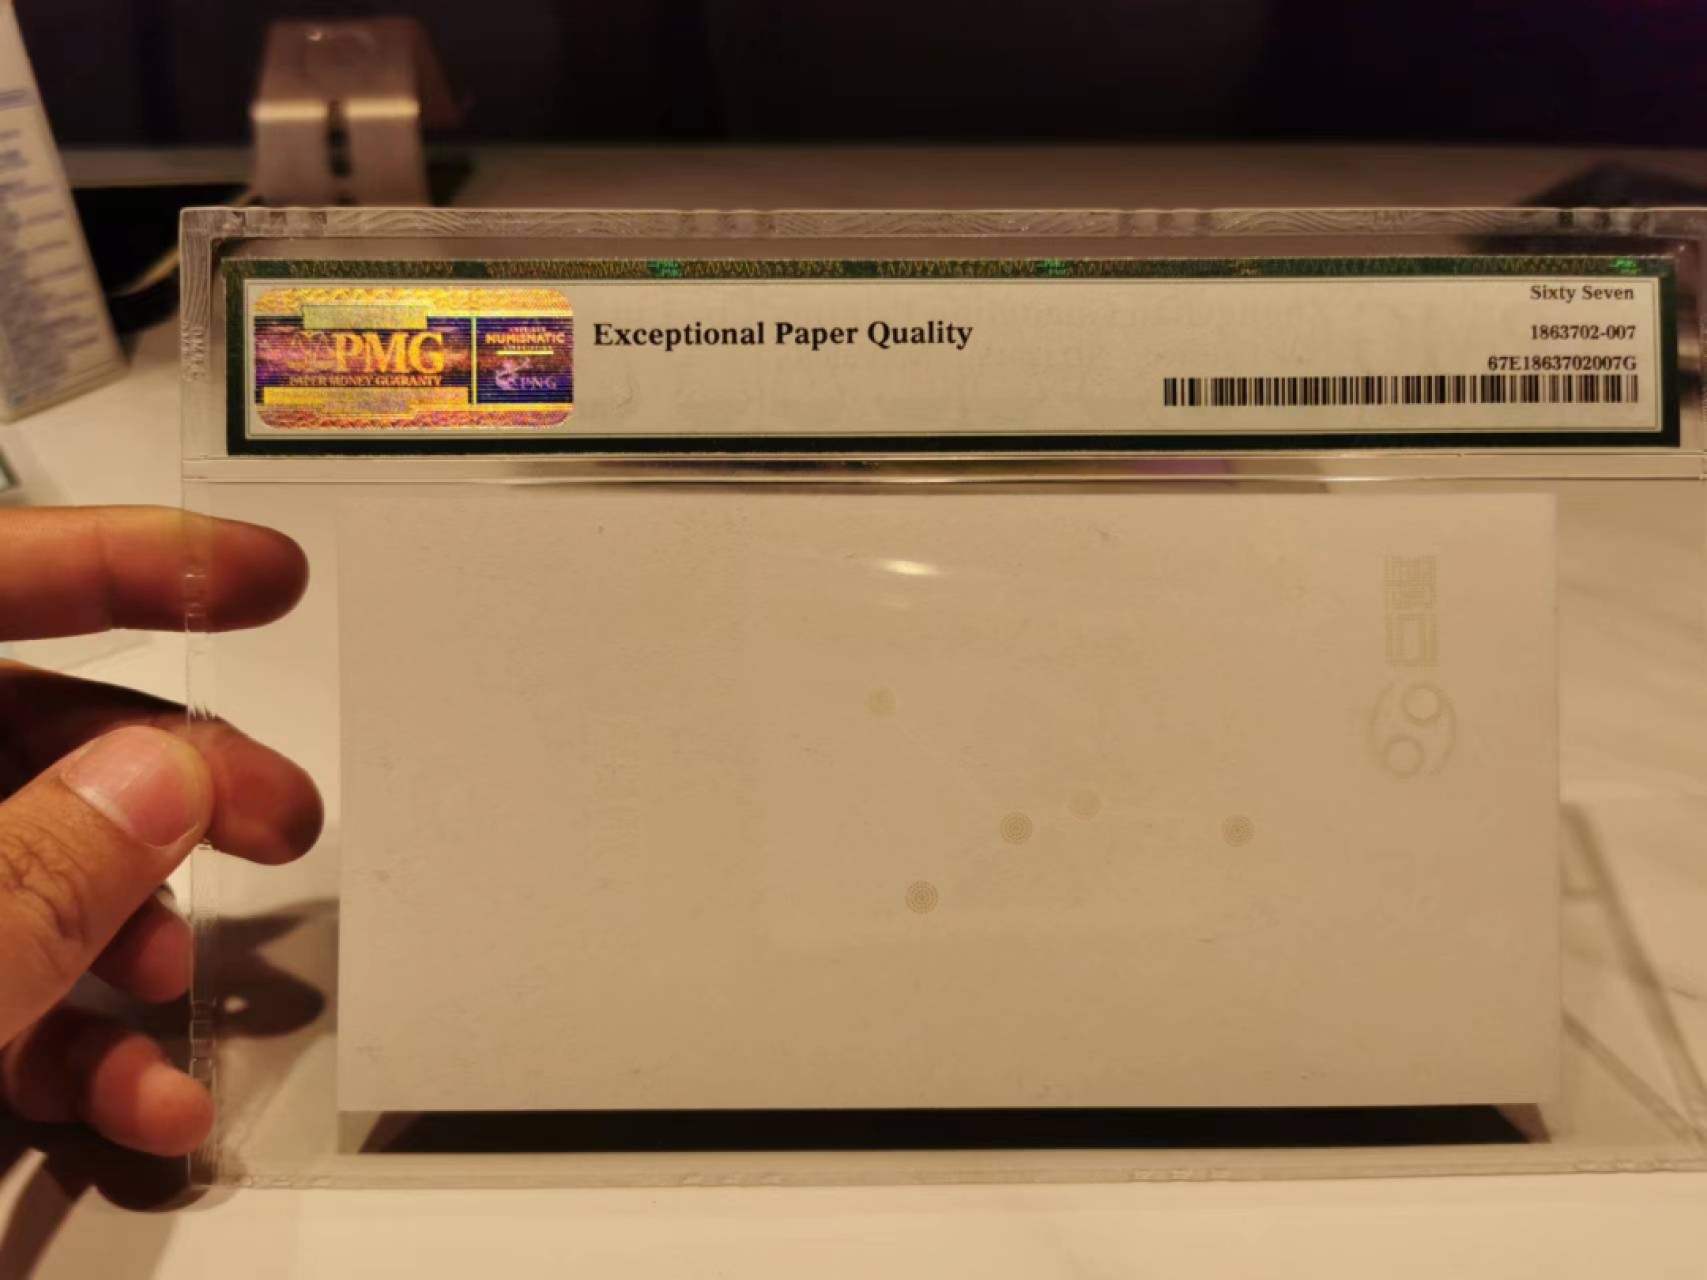 Sixty Seven
PMG
PAPER MONEY GUARANTY
NUMISMATIC
PNG
Exceptional Paper Quality
1863702-007
67E1863702007G